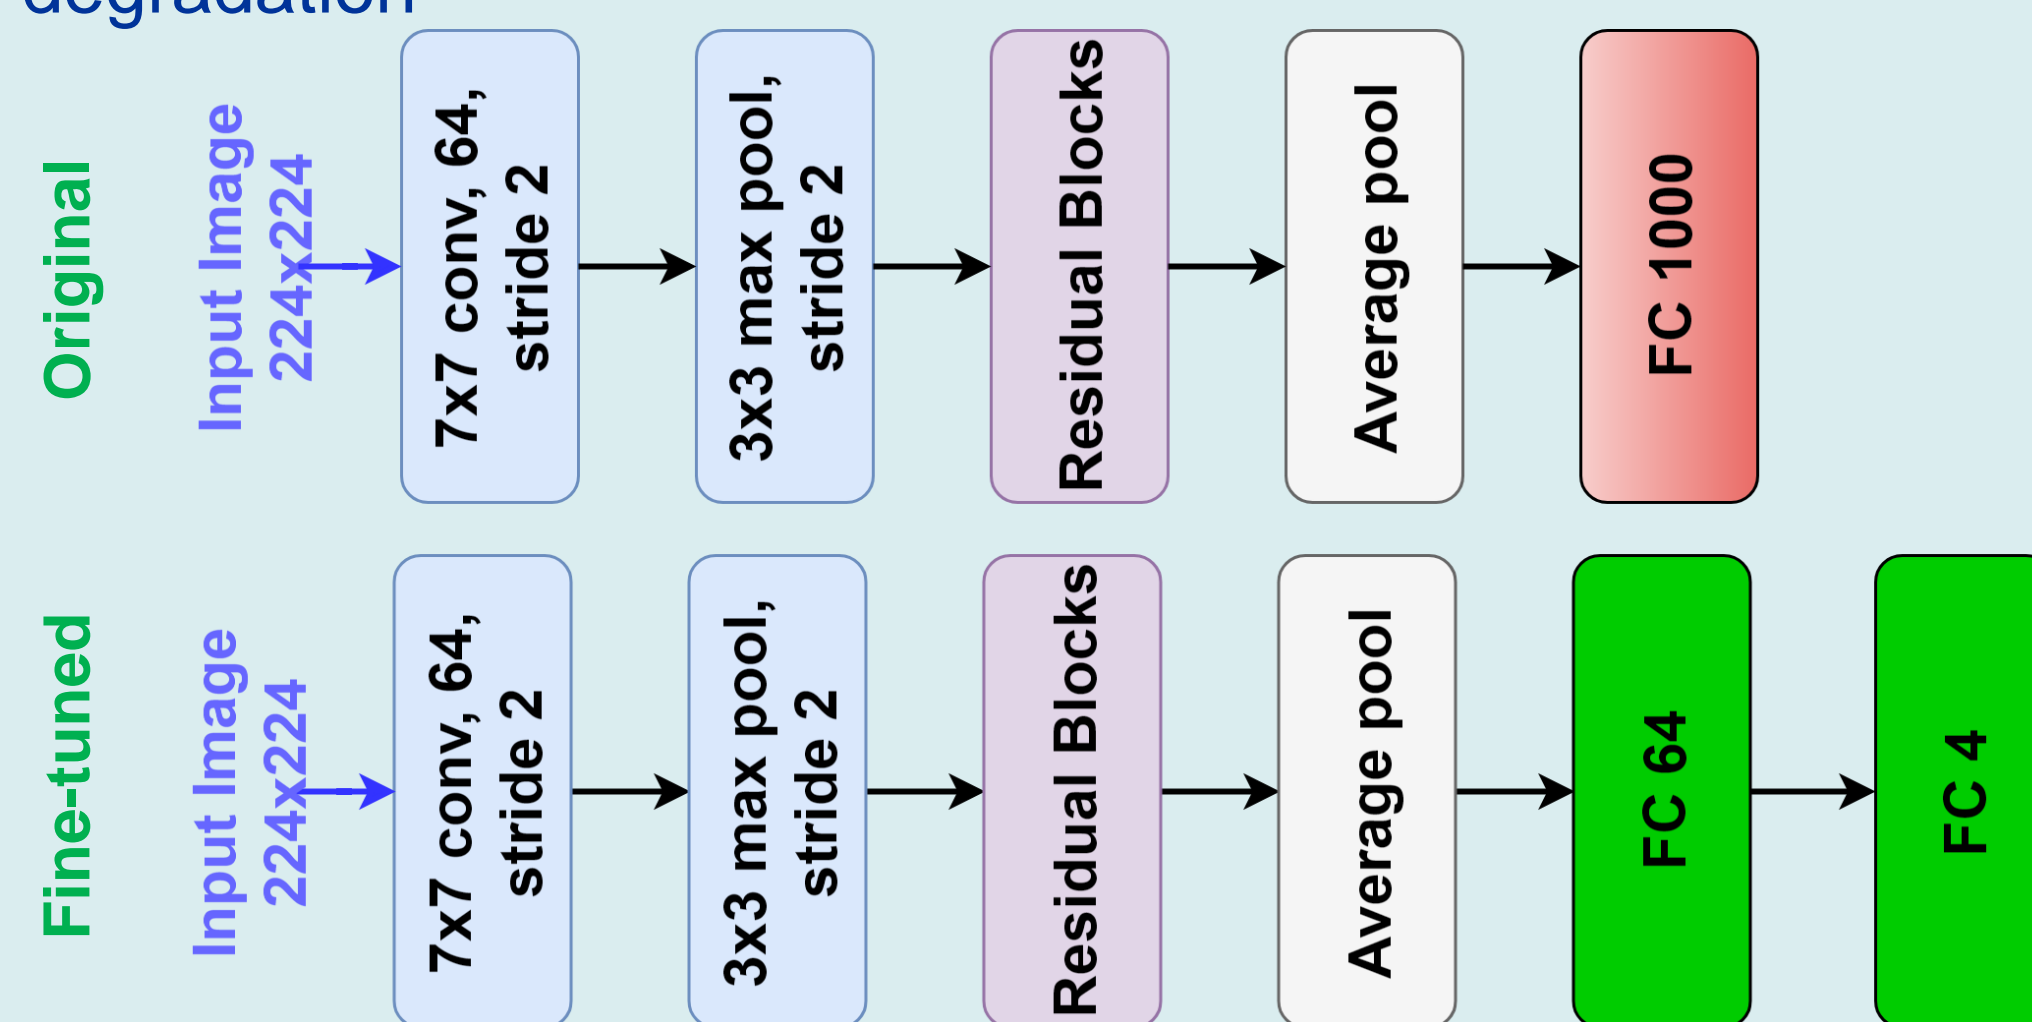 degradation
Original
Input Image
224x224
7x7 conv, 64,
stride 2
3x3 max pool,
stride 2
Residual Blocks
Average pool
FC 1000
Fine-tuned
Input Image
224x224
7x7 conv, 64,
stride 2
3x3 max pool,
stride 2
Residual Blocks
Average pool
FC 64
FC 4